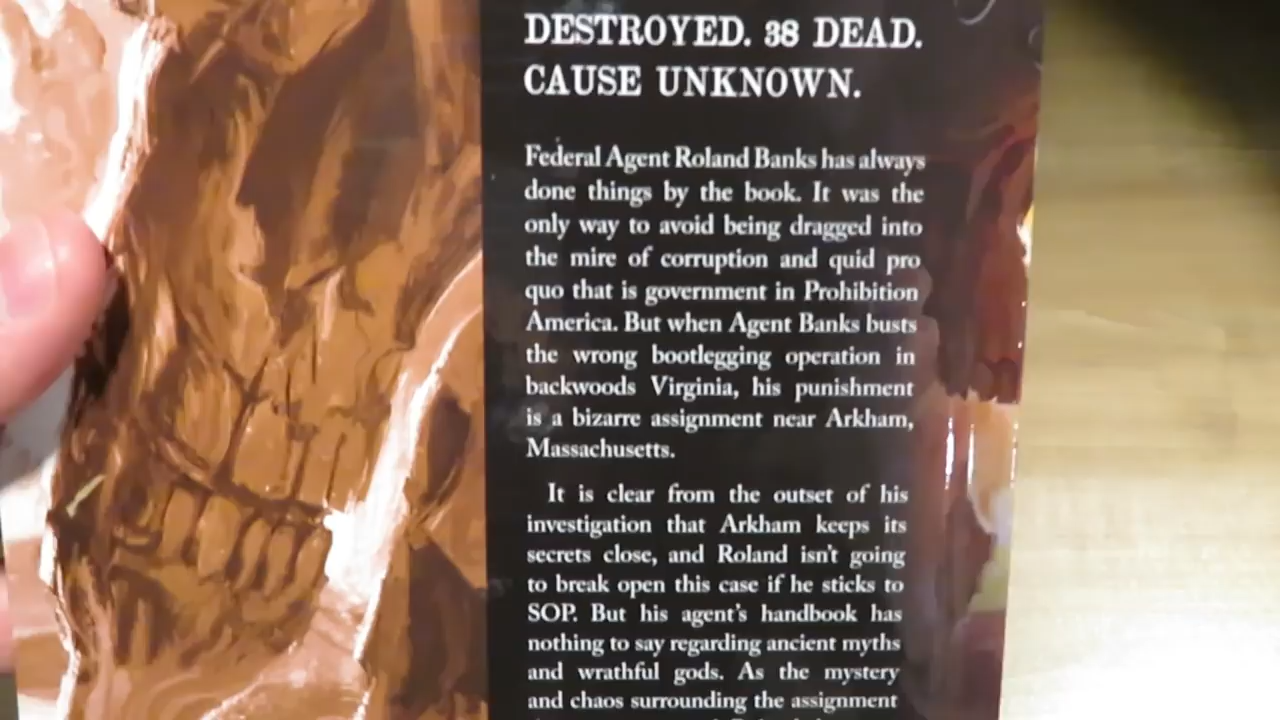 DESTROYED. 38 DEAD.
CAUSE UNKNOWN.
Federal Agent Roland Banks has always
done things by the book. It was the
only way to avoid being dragged into
the mire of corruption and quid pro
quo that is government in Prohibition
America. But when Agent Banks busts
the wrong bootlegging operation in
backwoods Virginia, his punishment
is a bizarre assignment near Arkham,
Massachusetts.
It is clear from the outset of his
investigation that Arkham keeps its
secrets close, and Roland isn't going
to break open this case if he sticks to
SOP. But his agent's handbook has
nothing to say regarding ancient myths
and wrathful gods. As the mystery
and chaos surrounding the assignment